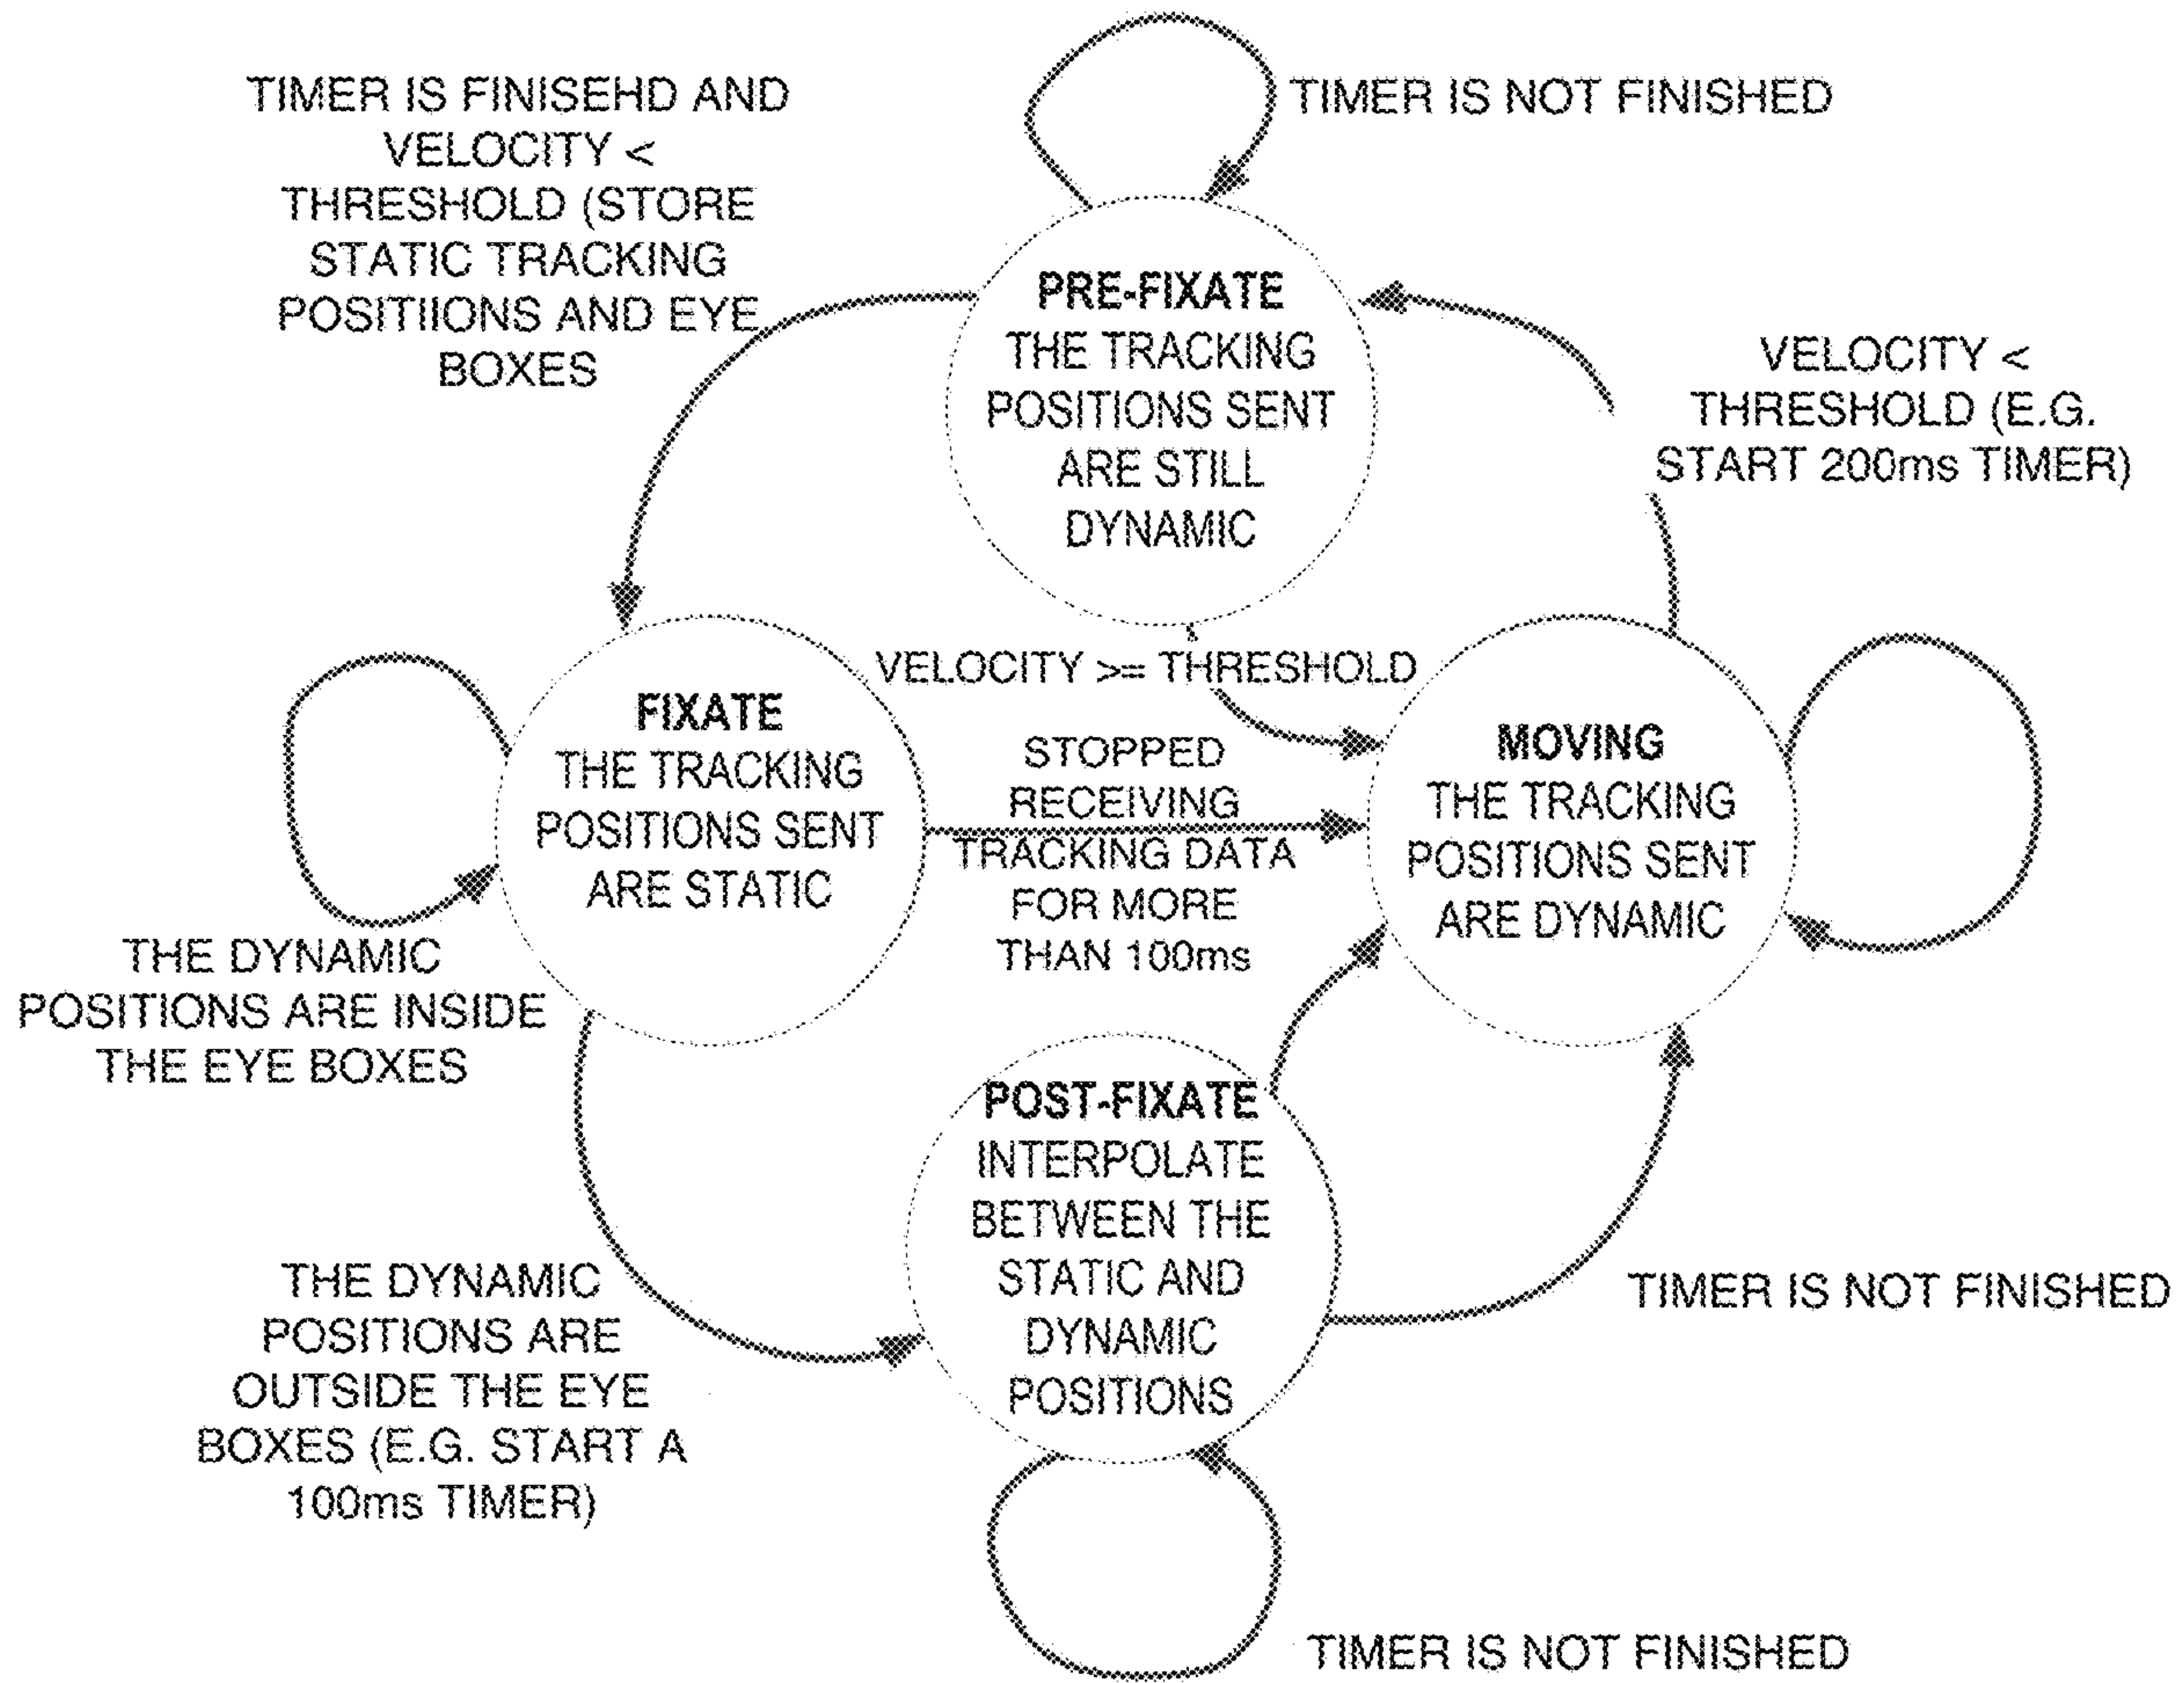 TIMER IS FINISEHD AND
VELOCITY <
THRESHOLD (STORE
STATIC TRACKING
POSITIIONS AND EYE
BOXES
TIMER IS NOT FINISHED
PRE-FIXATE
THE TRACKING
POSITIONS SENT
ARE STILL
DYNAMIC
VELOCITY <
THRESHOLD (E.G.
START 200ms TIMER)
VELOCITY >= THRESHOLD
FIXATE
THE TRACKING
POSITIONS SENT
ARE STATIC
STOPPED
RECEIVING
TRACKING DATA
FOR MORE
THAN 100ms
MOVING
THE TRACKING
POSITIONS SENT
ARE DYNAMIC
THE DYNAMIC
POSITIONS ARE INSIDE
THE EYE BOXES
POST-FIXATE
INTERPOLATE
BETWEEN THE
STATIC AND
DYNAMIC
POSITIONS
THE DYNAMIC
POSITIONS ARE
OUTSIDE THE EYE
BOXES (E.G. START A
100ms TIMER)
TIMER IS NOT FINISHED
TIMER IS NOT FINISHED